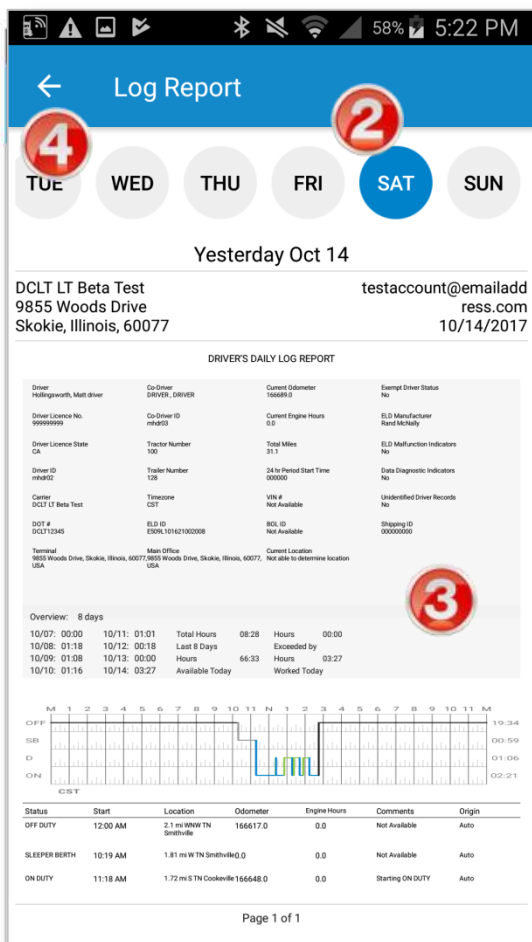 58% 5:22 PM
Log Report
2
4
TUE WED THU FRI SAT SUN
Yesterday Oct 14
DCLT LT Beta Test testaccount@emailadd
9855 Woods Drive ress.com
Skokie, Illinois, 60077 10/14/2017
DRIVER'S DAILY LOG REPORT
Driver Co-Driver Current Odometer Exempt Driver Status
Hollingsworth, Matt driver DRIVER , DRIVER 166689.0 No
Driver Licence No. Co-Driver ID Current Engine Hours ELD Manufacturer
999999999 mhdr03 0.0 Rand McNally
Driver Licence State Tractor Number Total Miles ELD Malfunction Indicators
CA 100 31.1 No
Driver ID Trailer Number 24 hr Period Start Time Data Diagnostic Indicators
mhdr02 128 000000 No
Carrier Timezone VIN # Unidentified Driver Records
DCLT LT Beta Test CST Not Available No
DOT # ELD ID BOL ID Shipping ID
DCLT12345 ES09L101621002008 Not Available 000000000
Terminal Main Office Current Location
9855 Woods Drive, Skokie, Illinois, 60077, 9855 Woods Drive, Skokie, Illinois, 60077, Not able to determine location
USA USA
3
Overview: 8 days
10/07: 00:00 10/11: 01:01 Total Hours 08:28 Hours 00:00
10/08: 01:18 10/12: 00:18 Last 8 Days Exceeded by
10/09: 01:08 10/13: 00:00 Hours 66:33 Hours 03:27
10/10: 01:16 10/14: 03:27 Available Today Worked Today
M 1 2 3 4 5 6 7 8 9 10 11 N 1 2 3 4 5 6 7 8 9 10 11 M
OFF 19:34
SB 00:59
D 01:06
ON 02:21
CST
Status Start Location Odometer Engine Hours Comments Origin
OFF DUTY 12:00 AM 2.1 mi WNW TN 166617.0 0.0 Not Available Auto
Smithville
SLEEPER BERTH 10:19 AM 1.81 mi W TN Smithville 0.0 0.0 Not Available Auto
ON DUTY 11:18 AM 1.72 mi S TN Cookeville 166648.0 0.0 Starting ON DUTY Auto
Page 1 of 1